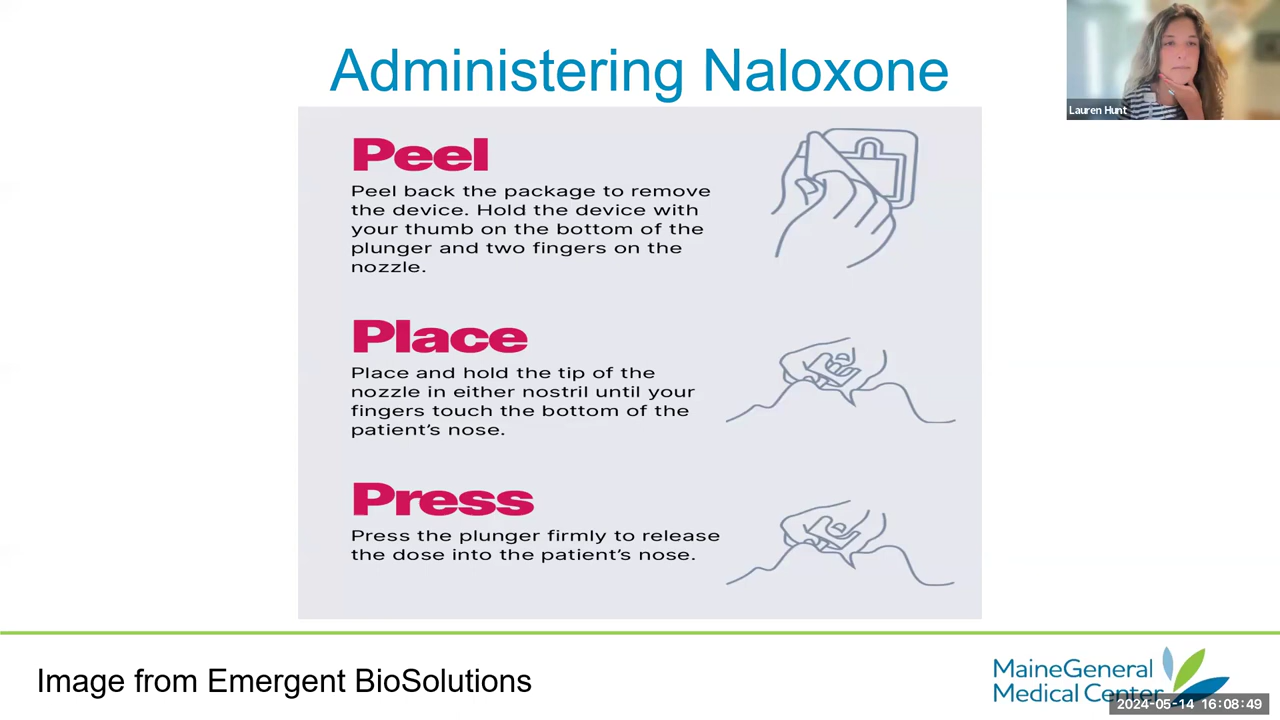 Administering Naloxone
Lauren Hunt
Peel
Peel back the package to remove
the device. Hold the device with
your thumb on the bottom of the
plunger and two fingers on the
nozzle.
Place
Place and hold the tip of the
nozzle in either nostril until your
fingers touch the bottom of the
patient’s nose.
Press
Press the plunger firmly to release
the dose into the patient’s nose.
Image from Emergent BioSolutions
MaineGeneral
Medical Center
2024-05-14 16:08:49